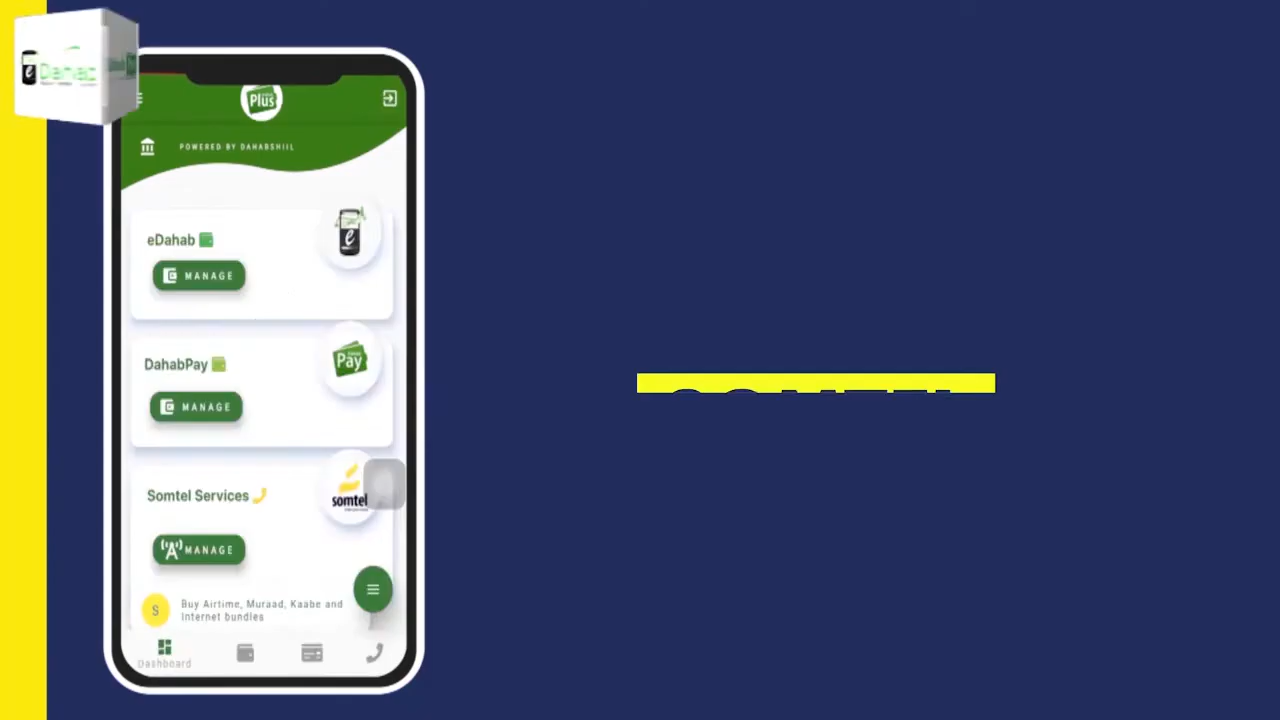 Plus
POWERED BY DAHABSHIIL
eDahab
e
MANAGE
DahabPay
Pay
MANAGE
Somtel Services
somtel
MANAGE
S
Buy Airtime, Muraad, Kaabe and
Internet bundles
Dashboard